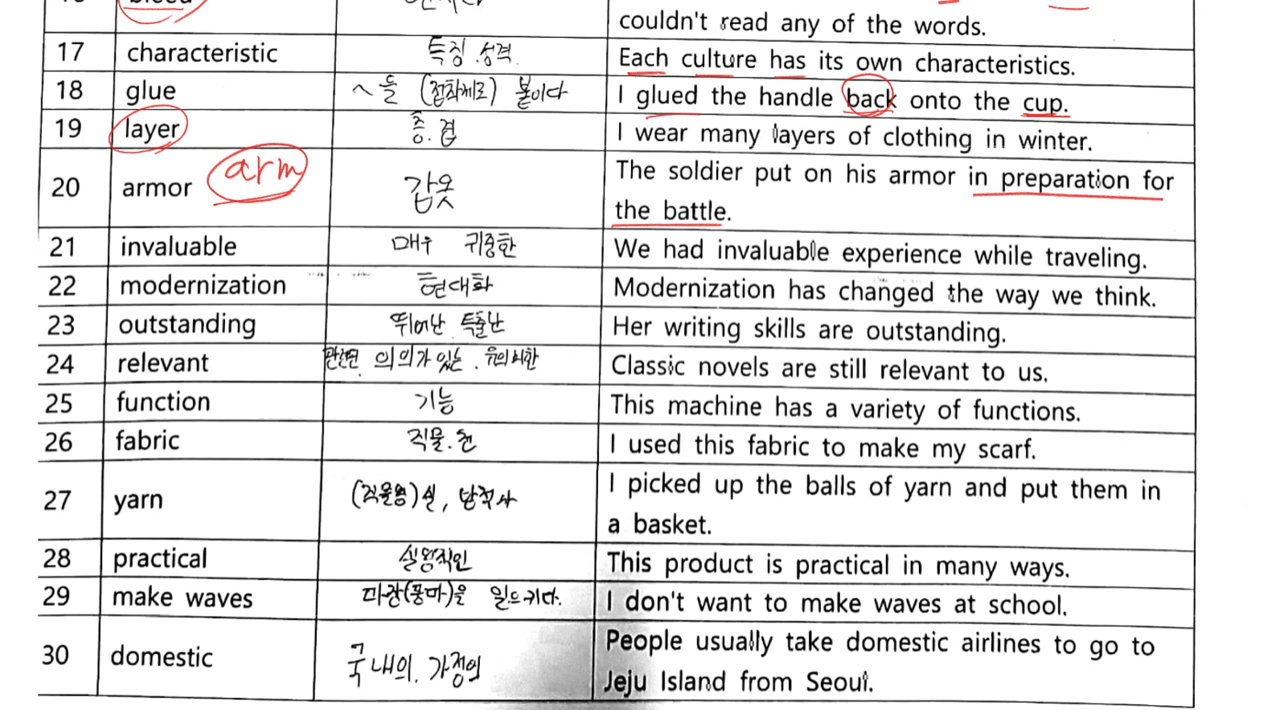 couldn't read any of the words.
17 characteristic 특징.성격. Each culture has its own characteristics.
18 glue ~을 (접착제로) 붙이다 I glued the handle back onto the cup.
19 layer 층.겹 I wear many layers of clothing in winter.
20 armor arm 갑옷 The soldier put on his armor in preparation for
the battle.
21 invaluable 매우 귀중한 We had invaluable experience while traveling.
22 modernization 현대화 Modernization has changed the way we think.
23 outstanding 뛰어난 특출난 Her writing skills are outstanding.
24 relevant 관련된 의의가 있는. 유의미한 Classic novels are still relevant to us.
25 function 기능 This machine has a variety of functions.
26 fabric 직물.천 I used this fabric to make my scarf.
27 yarn (직물용)실, 방적사 I picked up the balls of yarn and put them in
a basket.
28 practical 실용적인 This product is practical in many ways.
29 make waves 파란(풍파)을 일으키다. I don't want to make waves at school.
30 domestic 국내의. 가정의 People usually take domestic airlines to go to
Jeju Island from Seoul.